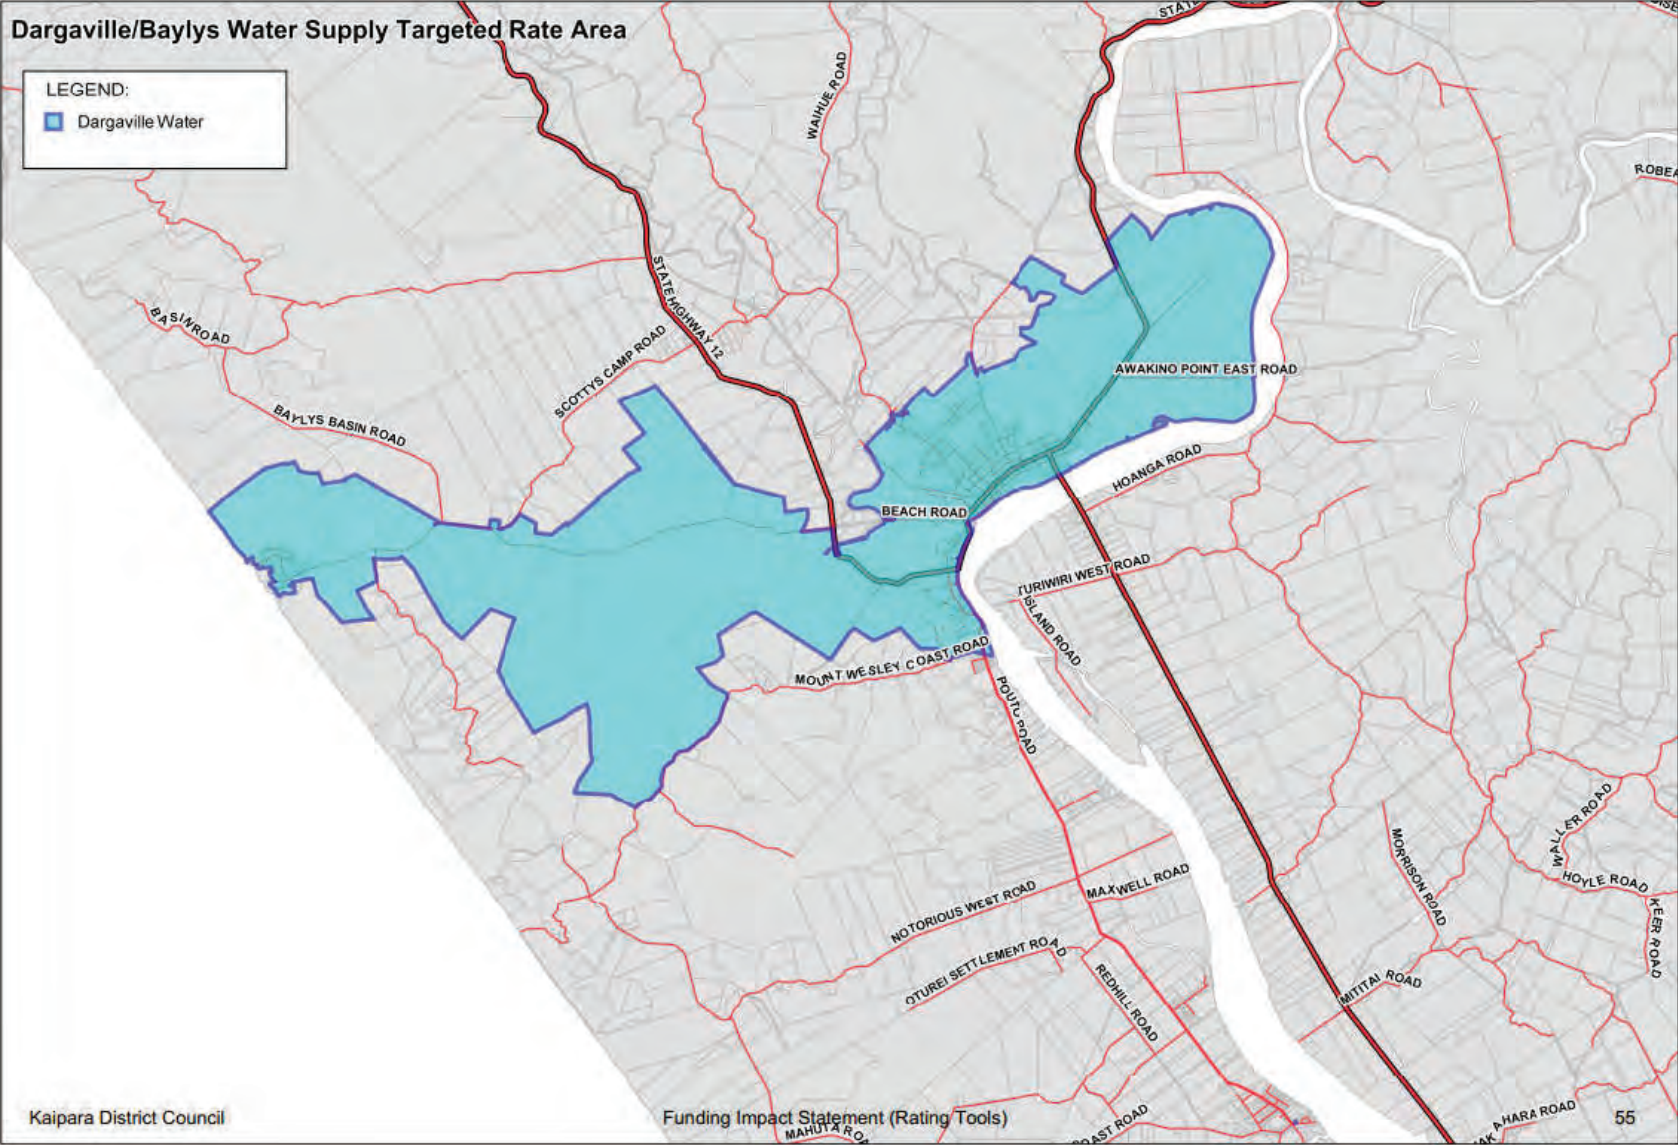 Dargaville/Baylys Water Supply Targeted Rate Area
LEGEND:
Dargaville Water
WAIHUE ROAD
STATE HIGHWAY 12
BASIN ROAD
SCOTTYS CAMP ROAD
BAYLYS BASIN ROAD
AWAKINO POINT EAST ROAD
HOANGA ROAD
BEACH ROAD
TURIWIRI WEST ROAD
ISLAND ROAD
MOUNT WESLEY COAST ROAD
POUTO ROAD
WALLER ROAD
MORRISON ROAD
HOYLE ROAD
KEER ROAD
MAXWELL ROAD
NOTORIOUS WEST ROAD
OTUREI SETTLEMENT ROAD
REDHILL ROAD
MITITAI ROAD
Kaipara District Council
Funding Impact Statement (Rating Tools)
55